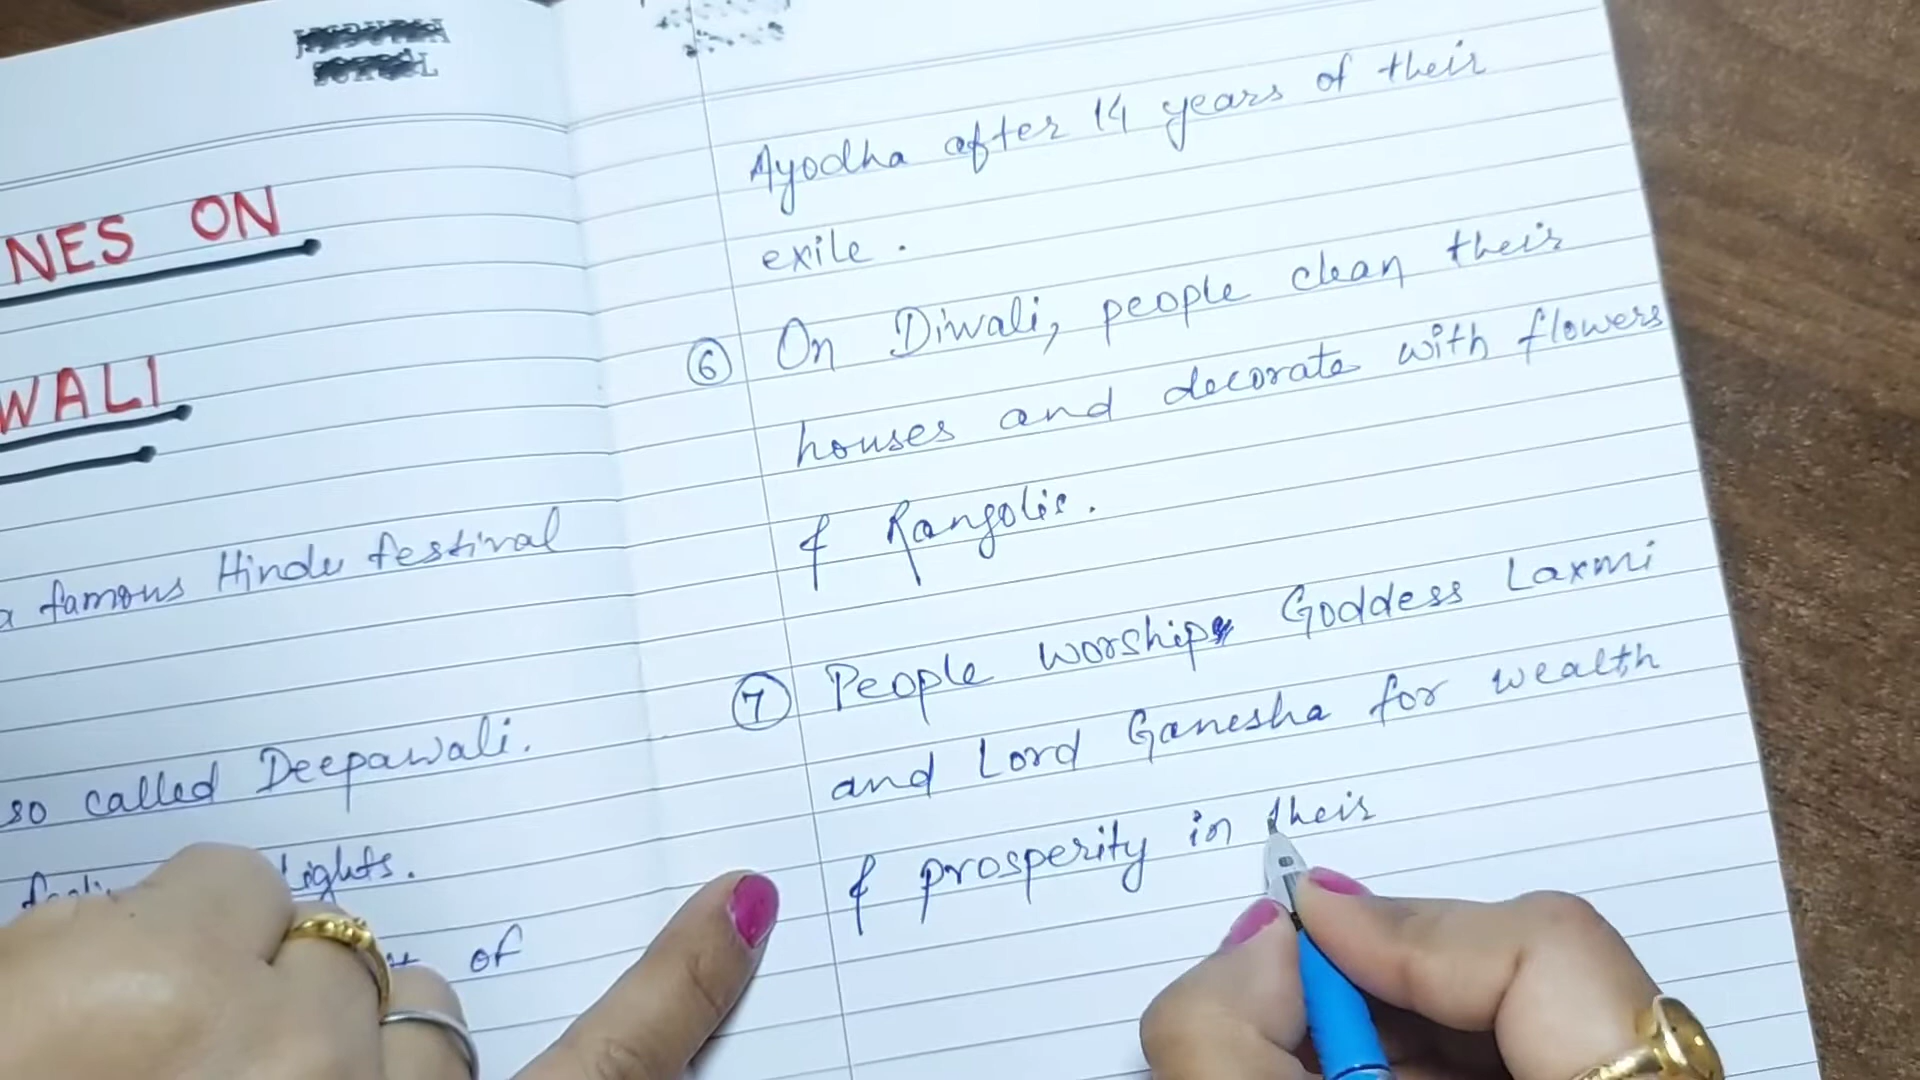 NES ON
WALI
a famous Hindu festival
so called Deepawali.
Lights.
of
Ayodha after 14 years of their
exile.
6 On Diwali, people clean their
houses and decorate with flowers
& Rangolis.
7 People worship Goddess Laxmi
and Lord Ganesha for wealth
& prosperity in their